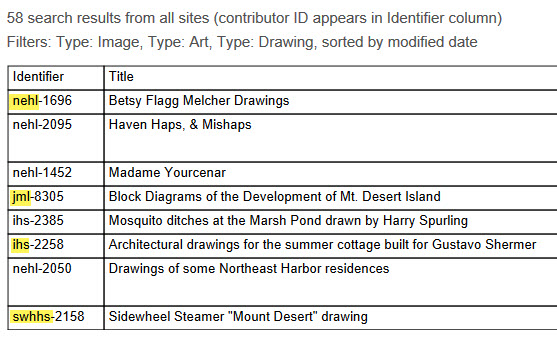 58 search results from all sites (contributor ID appears in Identifier column)
Filters: Type: Image, Type: Art, Type: Drawing, sorted by modified date
Identifier Title
nehl-1696 Betsy Flagg Melcher Drawings
nehl-2095 Haven Haps, & Mishaps
nehl-1452 Madame Yourcenar
jml-8305 Block Diagrams of the Development of Mt. Desert Island
ihs-2385 Mosquito ditches at the Marsh Pond drawn by Harry Spurling
ihs-2258 Architectural drawings for the summer cottage built for Gustavo Shermer
nehl-2050 Drawings of some Northeast Harbor residences
swhhs-2158 Sidewheel Steamer "Mount Desert" drawing